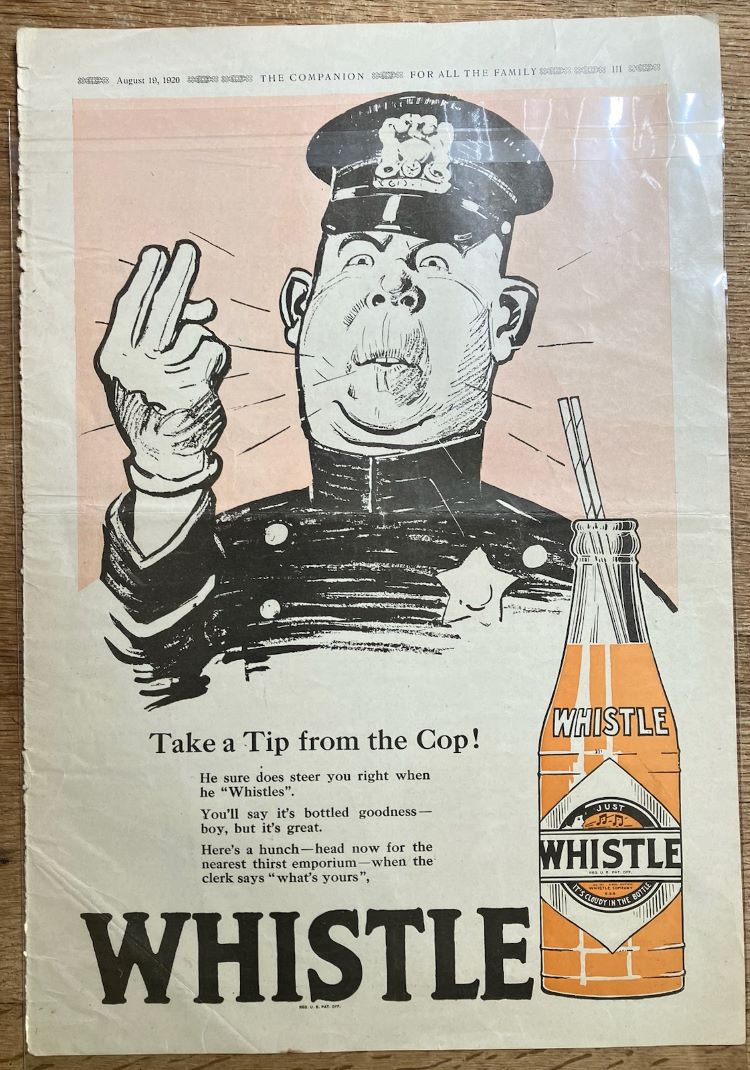 August 19, 1920 THE COMPANION FOR ALL THE FAMILY III
Take a Tip from the Cop!
He sure does steer you right when
he "Whistles".
You'll say it's bottled goodness—
boy, but it's great.
Here's a hunch—head now for the
nearest thirst emporium—when the
clerk says "what's yours",
WHISTLE
REG. U. S. PAT. OFF.
WHISTLE
JUST
WHISTLE
REG. U. S. PAT. OFF.
WHISTLE COMPANY
IT'S CLOUDY IN THE BOTTLE